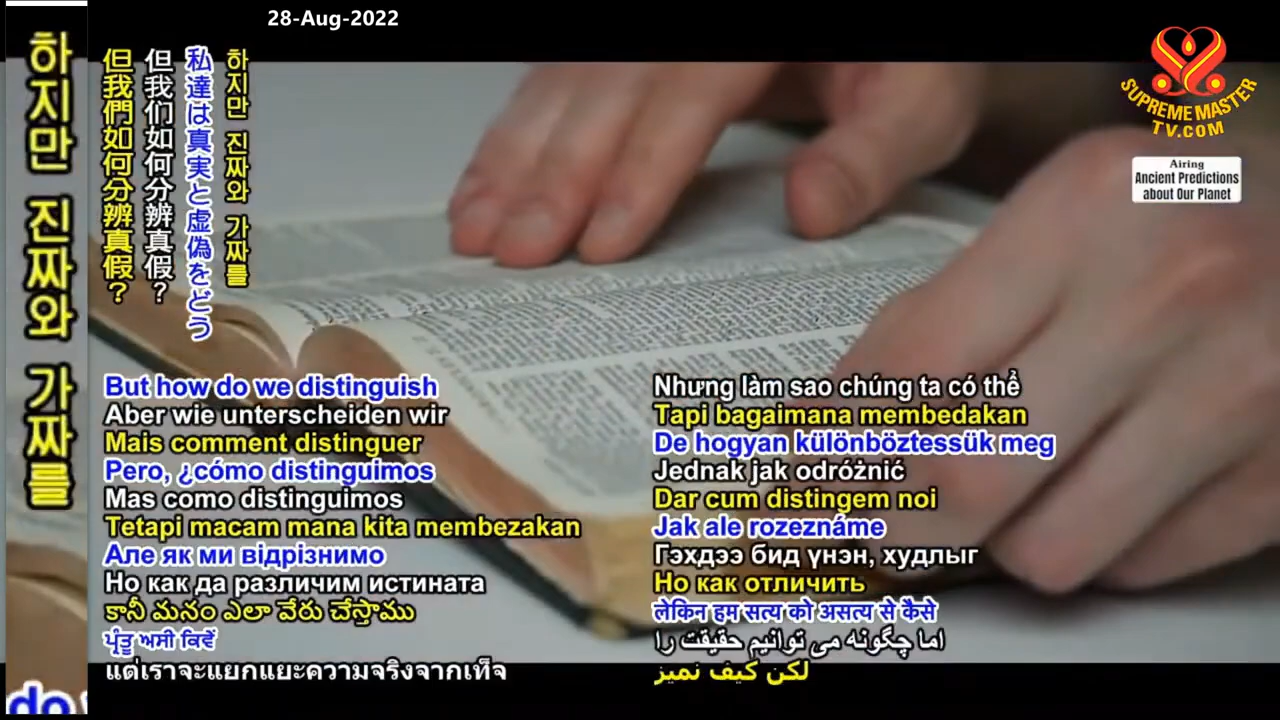 28-Aug-2022
하지만 진짜와 가짜를
但我們如何分辨真假？
但我们如何分辨真假？
私達は真実と虚偽をどう
하지만 진짜와 가짜를
SUPREME MASTER
TV.COM
Airing
Ancient Predictions
about Our Planet
But how do we distinguish
Aber wie unterscheiden wir
Mais comment distinguer
Pero, ¿cómo distinguimos
Mas como distinguimos
Tetapi macam mana kita membezakan
Але як ми відрізнимо
Но как да различим истината
కానీ మనం ఎలా వేరు చేస్తాము
ਪ੍ਰੰਤੂ ਅਸੀ ਕਿਵੇਂ
แต่เราจะแยกแยะความจริงจากเท็จ
Nhưng làm sao chúng ta có thể
Tapi bagaimana membedakan
De hogyan különböztessük meg
Jednak jak odróżnić
Dar cum distingem noi
Jak ale rozeznáme
Гэхдээ бид үнэн, худлыг
Но как отличить
लेकिन हम सत्य को असत्य से कैसे
اما چگونه می توانیم حقیقت را
لكن كيف نميز
do